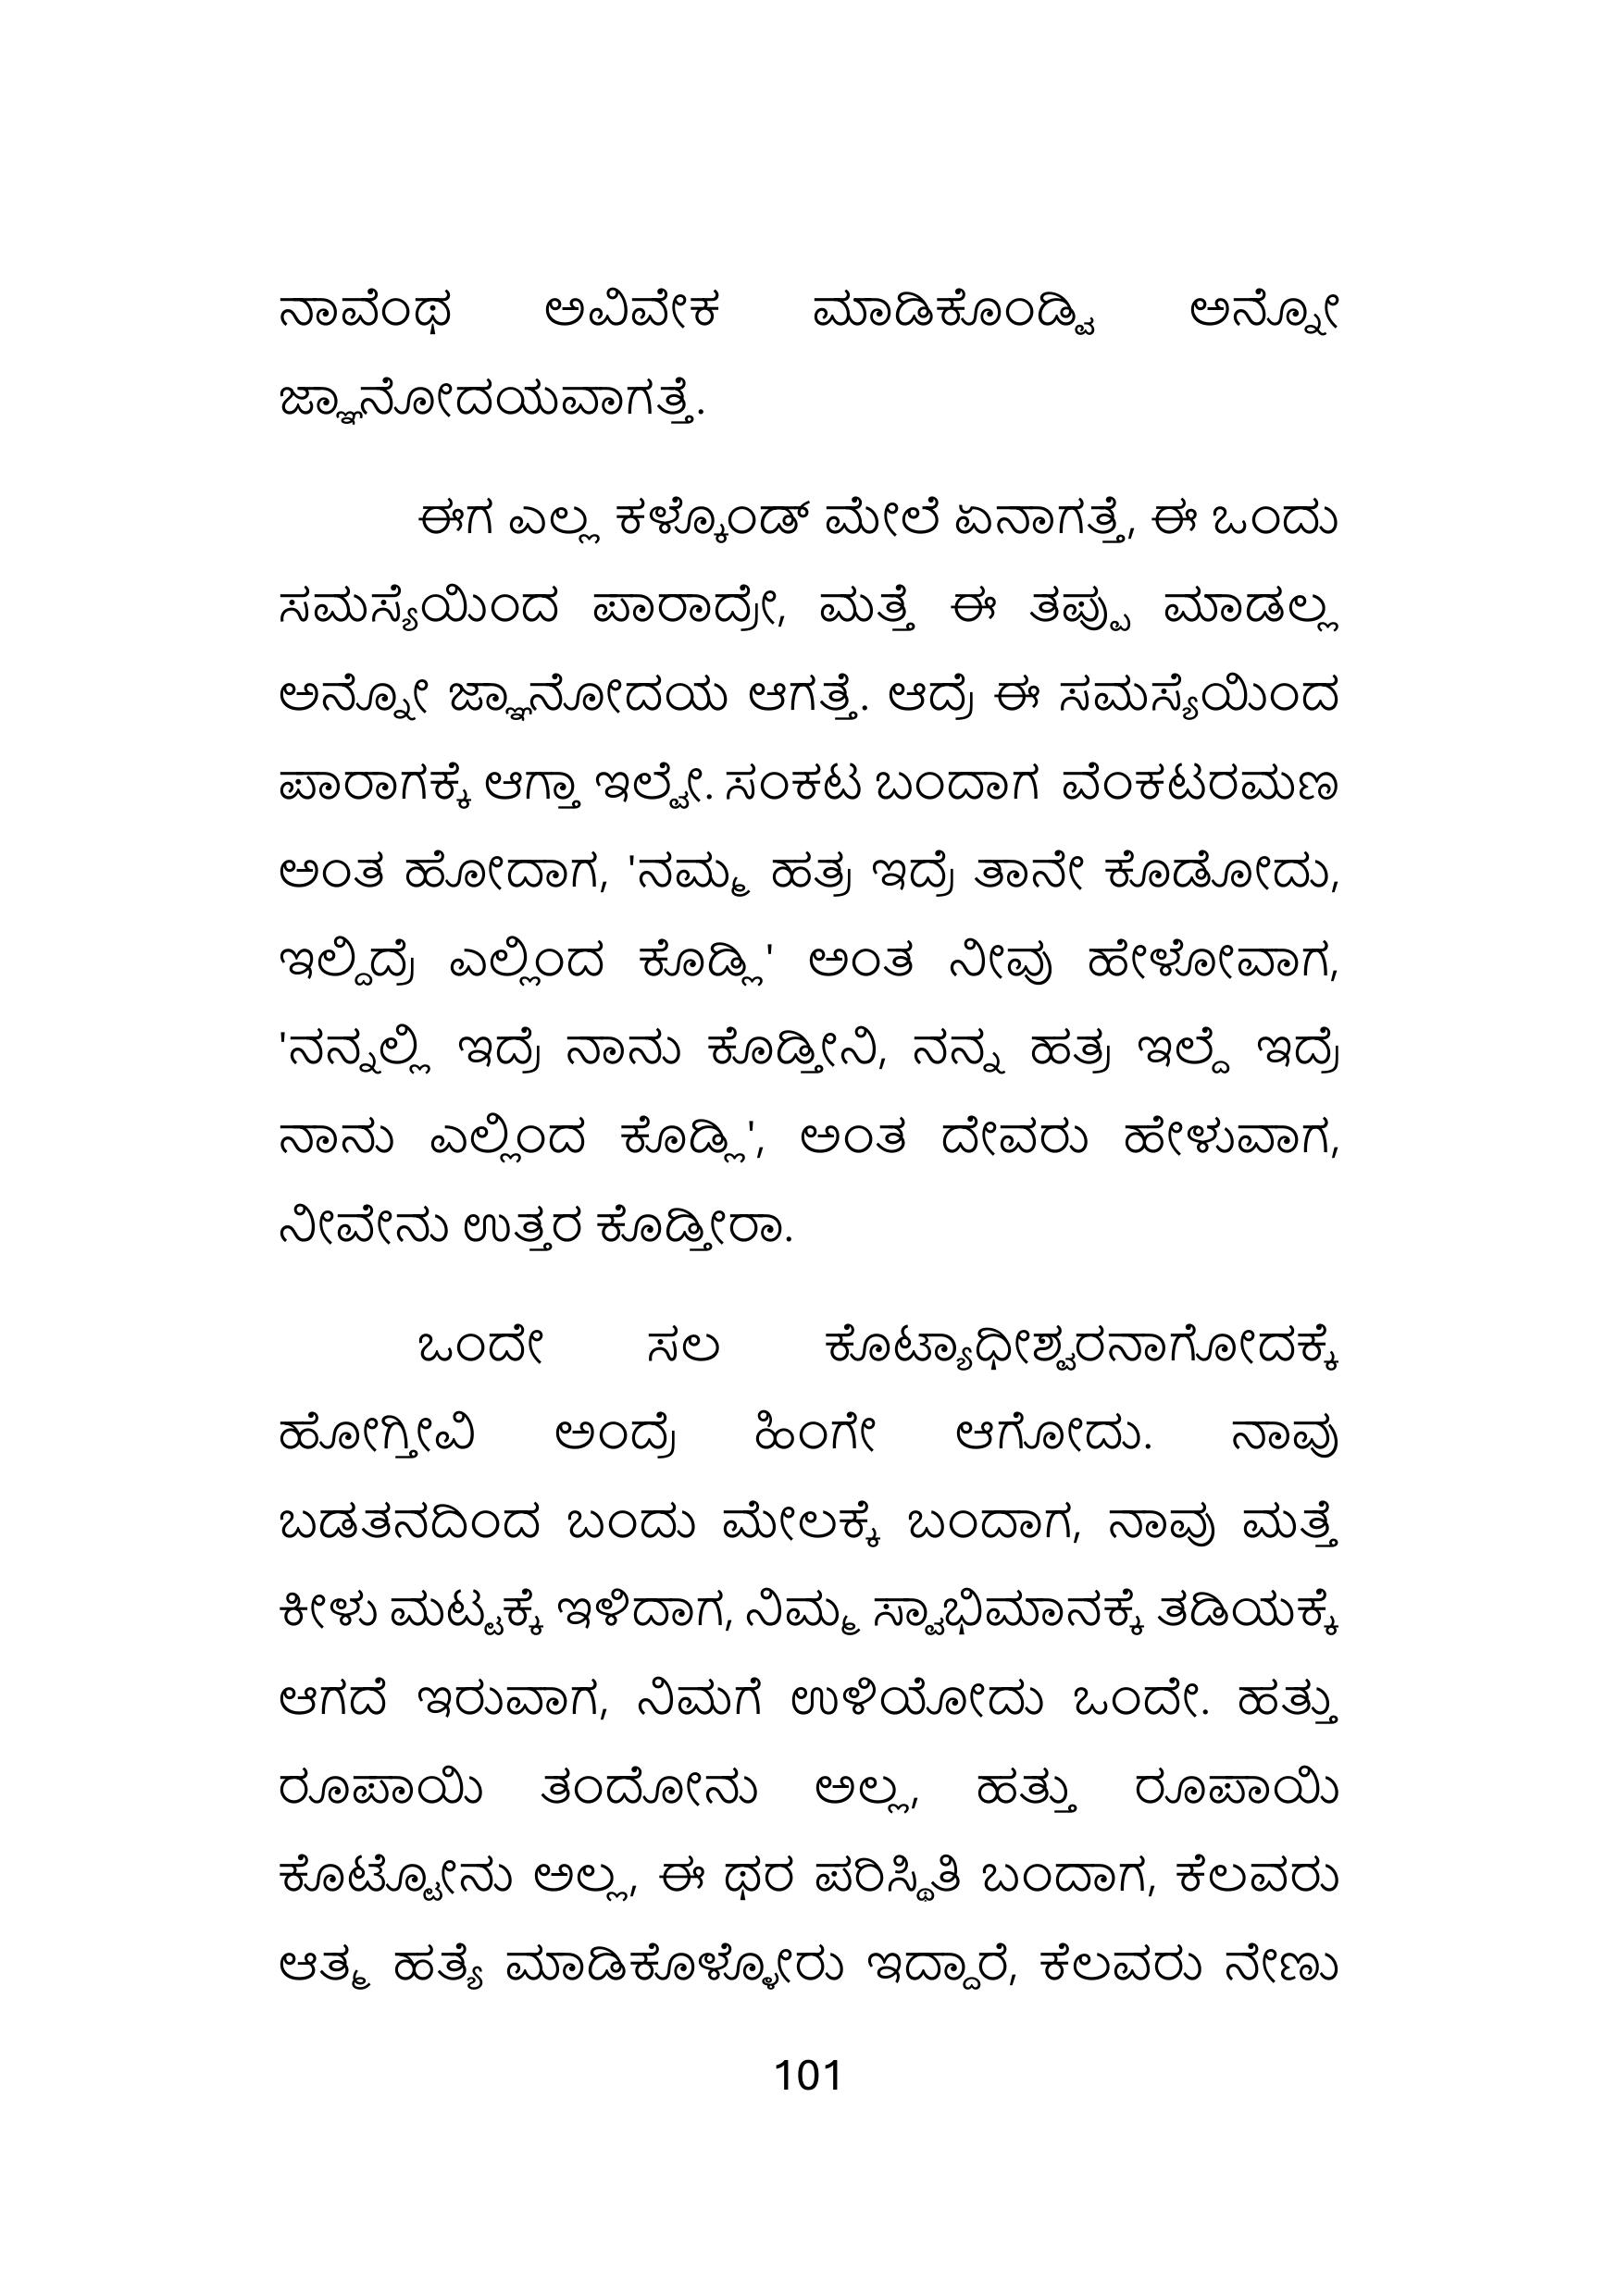 ನಾವೆಂಥ ಅವಿವೇಕ ಮಾಡಿಕೊಂಡ್ವಿ ಅನ್ನೋ
ಜ್ಞಾನೋದಯವಾಗತ್ತೆ.
ಈಗ ಎಲ್ಲ ಕಳ್ಕೊಂಡ್ ಮೇಲೆ ಏನಾಗತ್ತೆ, ಈ ಒಂದು
ಸಮಸ್ಯೆಯಿಂದ ಪಾರಾದ್ರೇ, ಮತ್ತೆ ಈ ತಪ್ಪು ಮಾಡಲ್ಲ
ಅನ್ನೋ ಜ್ಞಾನೋದಯ ಆಗತ್ತೆ. ಆದ್ರೆ ಈ ಸಮಸ್ಯೆಯಿಂದ
ಪಾರಾಗಕ್ಕೆ ಆಗ್ತಾ ಇಲ್ವೇ. ಸಂಕಟ ಬಂದಾಗ ವೆಂಕಟರಮಣ
ಅಂತ ಹೋದಾಗ, 'ನಮ್ಮ ಹತ್ರ ಇದ್ರೆ ತಾನೇ ಕೊಡೋದು,
ಇಲ್ದಿದ್ರೆ ಎಲ್ಲಿಂದ ಕೊಡ್ಲಿ' ಅಂತ ನೀವು ಹೇಳೋವಾಗ,
'ನನ್ನಲ್ಲಿ ಇದ್ರೆ ನಾನು ಕೊಡ್ತೀನಿ, ನನ್ನ ಹತ್ರ ಇಲ್ದೆ ಇದ್ರೆ
ನಾನು ಎಲ್ಲಿಂದ ಕೊಡ್ಲಿ', ಅಂತ ದೇವರು ಹೇಳುವಾಗ,
ನೀವೇನು ಉತ್ತರ ಕೊಡ್ತೀರಾ.
ಒಂದೇ ಸಲ ಕೊಟ್ಯಾಧೀಶ್ವರನಾಗೋದಕ್ಕೆ
ಹೋಗ್ತೀವಿ ಅಂದ್ರೆ ಹಿಂಗೇ ಆಗೋದು. ನಾವು
ಬಡತನದಿಂದ ಬಂದು ಮೇಲಕ್ಕೆ ಬಂದಾಗ, ನಾವು ಮತ್ತೆ
ಕೀಳು ಮಟ್ಟಕ್ಕೆ ಇಳಿದಾಗ, ನಿಮ್ಮ ಸ್ವಾಭಿಮಾನಕ್ಕೆ ತಡಿಯಕ್ಕೆ
ಆಗದೆ ಇರುವಾಗ, ನಿಮಗೆ ಉಳಿಯೋದು ಒಂದೇ. ಹತ್ತು
ರೂಪಾಯಿ ತಂದೋನು ಅಲ್ಲ, ಹತ್ತು ರೂಪಾಯಿ
ಕೊಟ್ಟೋನು ಅಲ್ಲ, ಈ ಥರ ಪರಿಸ್ಥಿತಿ ಬಂದಾಗ, ಕೆಲವರು
ಆತ್ಮ ಹತ್ಯೆ ಮಾಡಿಕೊಳ್ಳೋರು ಇದ್ದಾರೆ, ಕೆಲವರು ನೇಣು
101